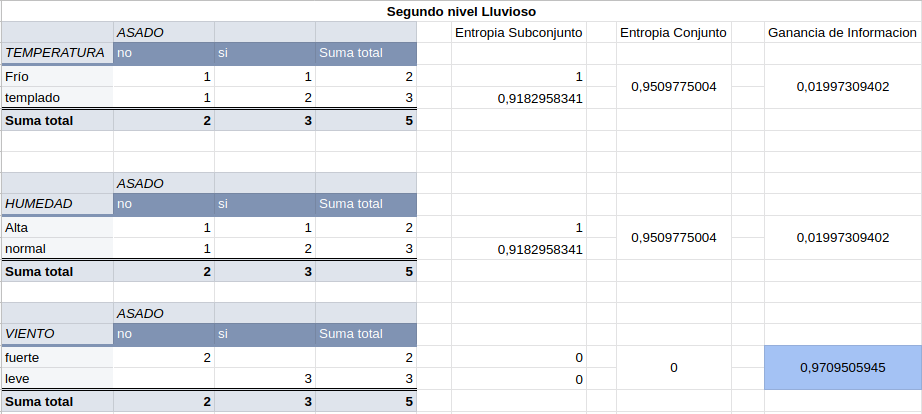 Segundo nivel Lluvioso
ASADO Entropia Subconjunto Entropia Conjunto Ganancia de Informacion
TEMPERATURA no si Suma total
Frío 1 1 2 1
0,9509775004 0,01997309402
templado 1 2 3 0,9182958341
Suma total 2 3 5
ASADO
HUMEDAD no si Suma total
Alta 1 1 2 1
0,9509775004 0,01997309402
normal 1 2 3 0,9182958341
Suma total 2 3 5
ASADO
VIENTO no si Suma total
fuerte 2 2 0
0 0,9709505945
leve 3 3 0
Suma total 2 3 5